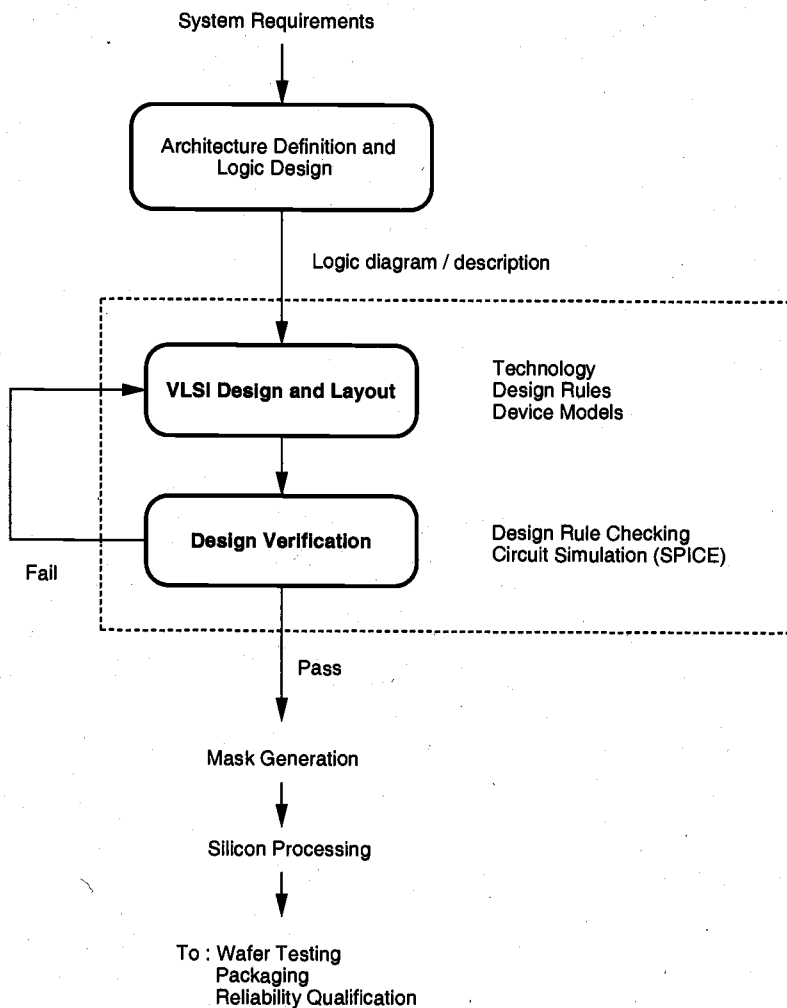 System Requirements
Architecture Definition and
Logic Design
Logic diagram / description
VLSI Design and Layout
Technology
Design Rules
Device Models
Design Verification
Design Rule Checking
Circuit Simulation (SPICE)
Fail
Pass
Mask Generation
Silicon Processing
To : Wafer Testing
Packaging
Reliability Qualification